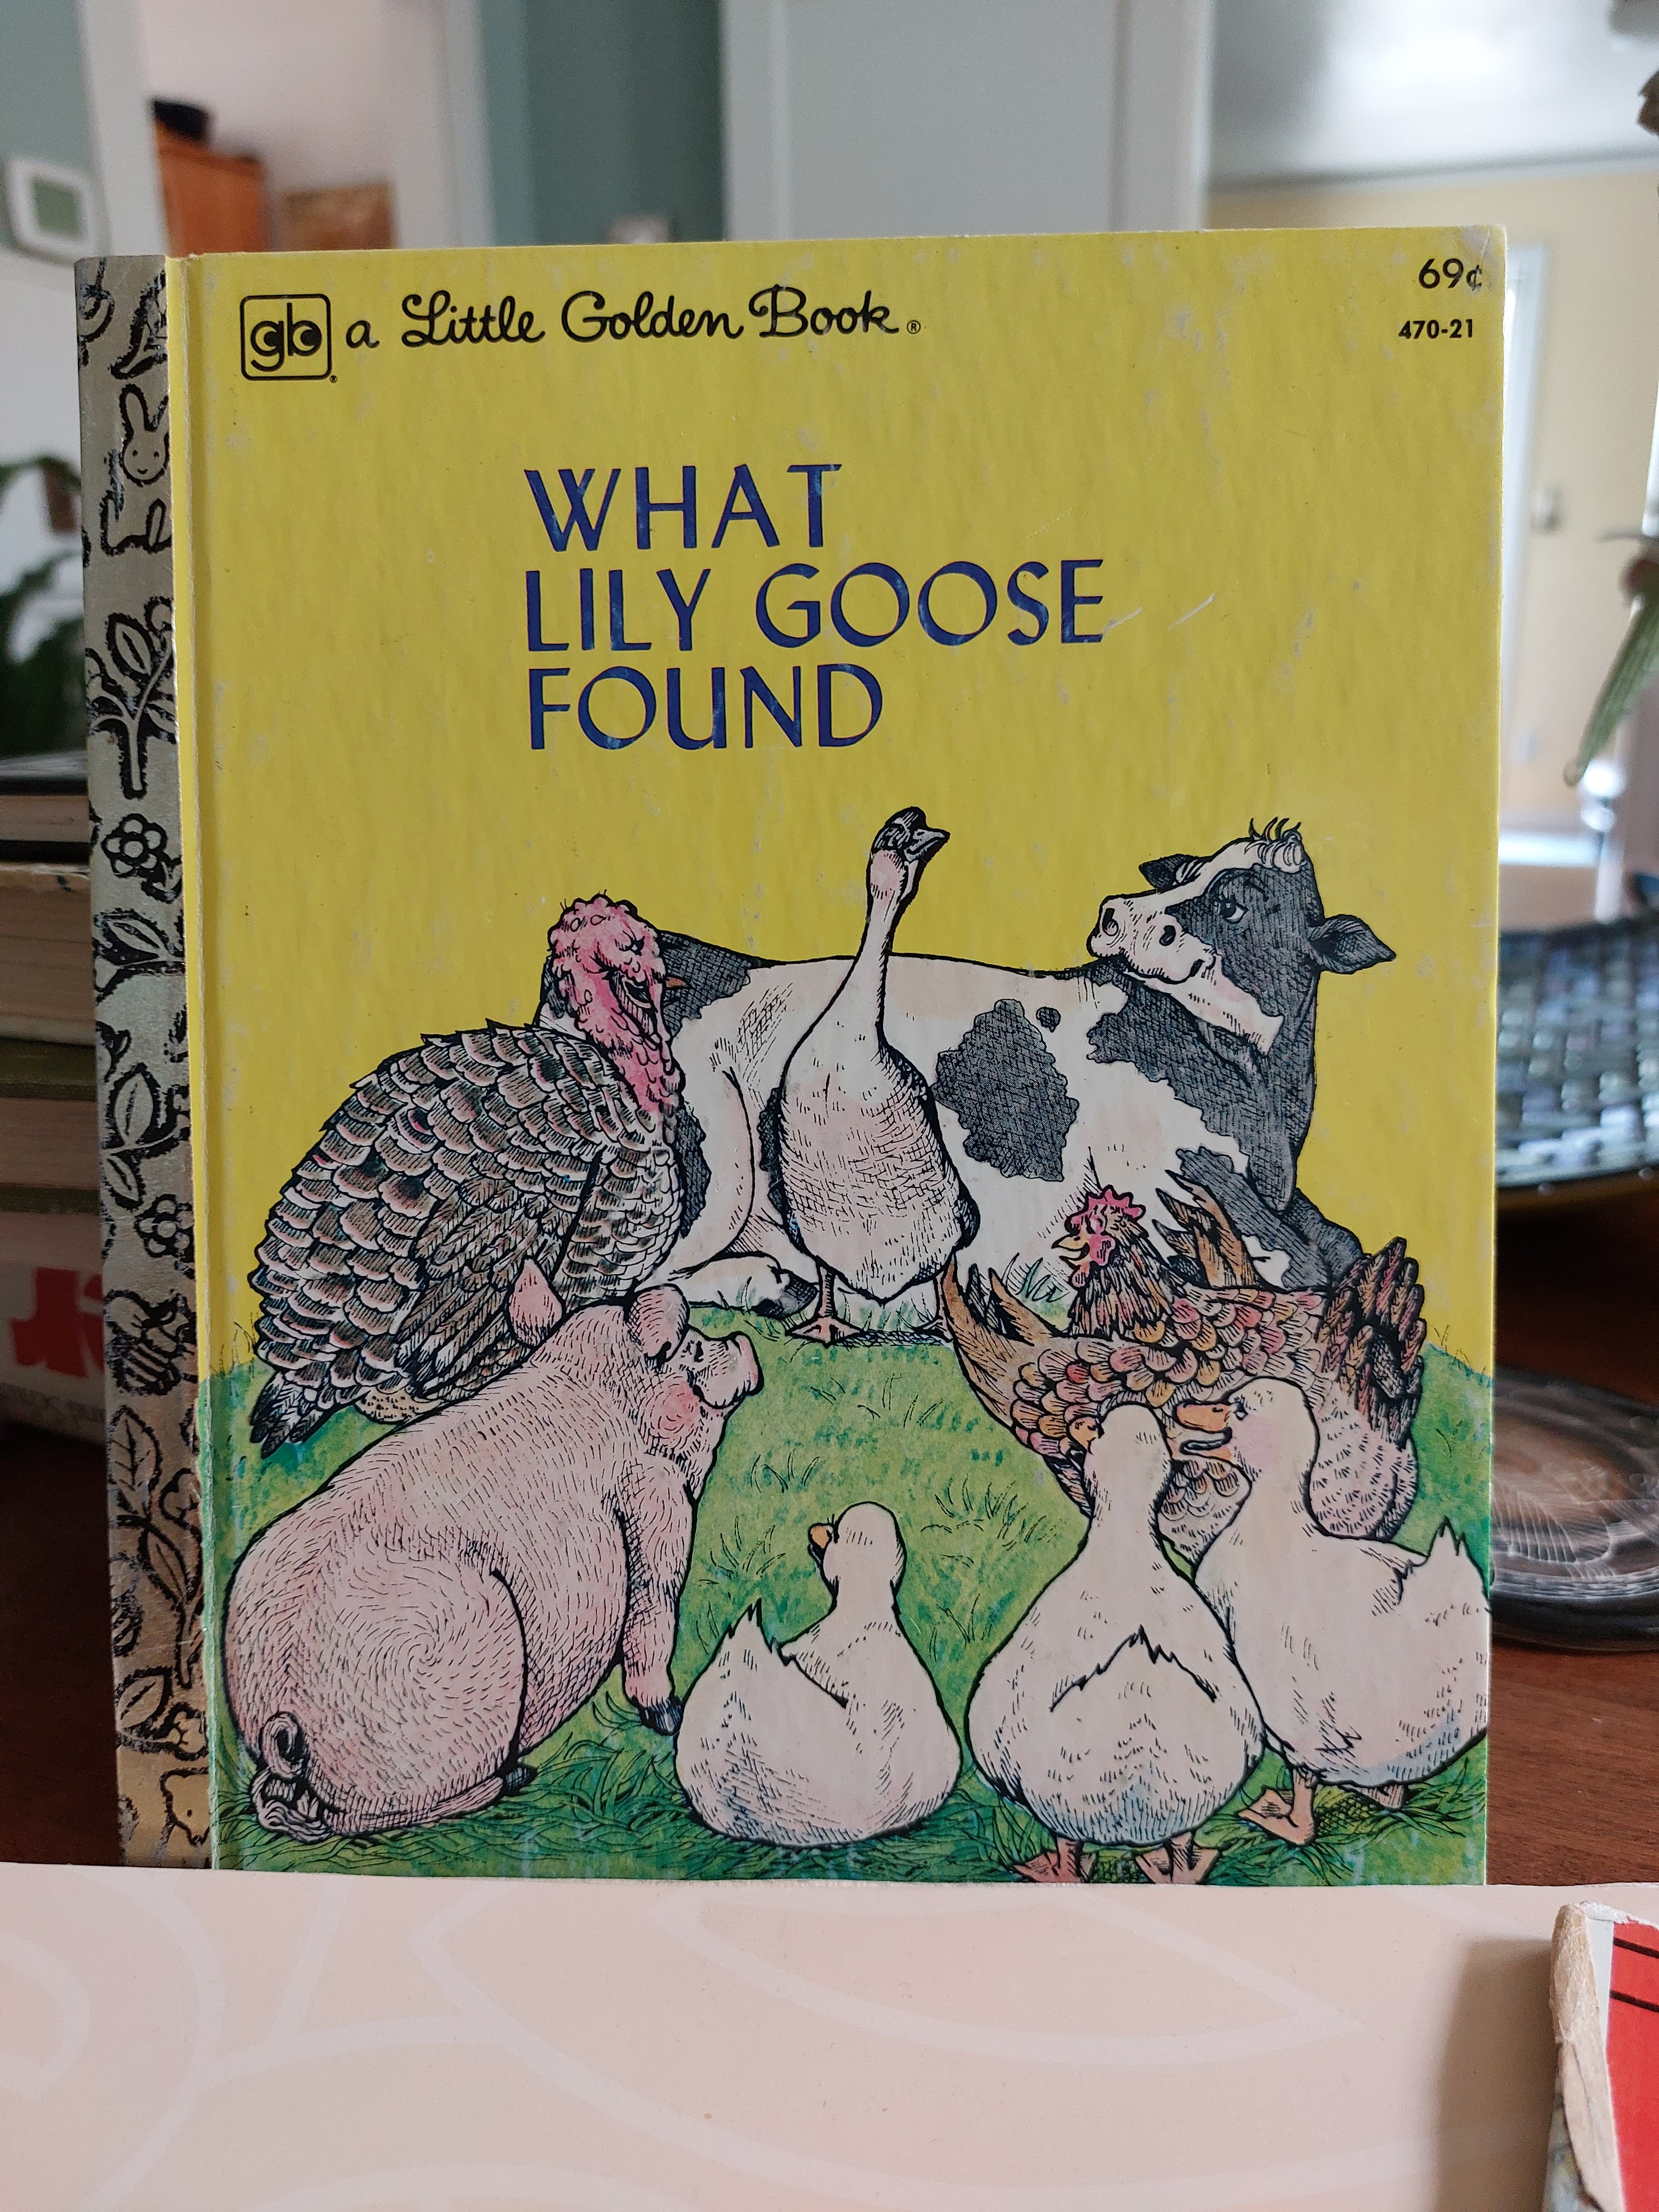 gb® a Little Golden Book®
69¢
470-21
WHAT
LILY GOOSE
FOUND